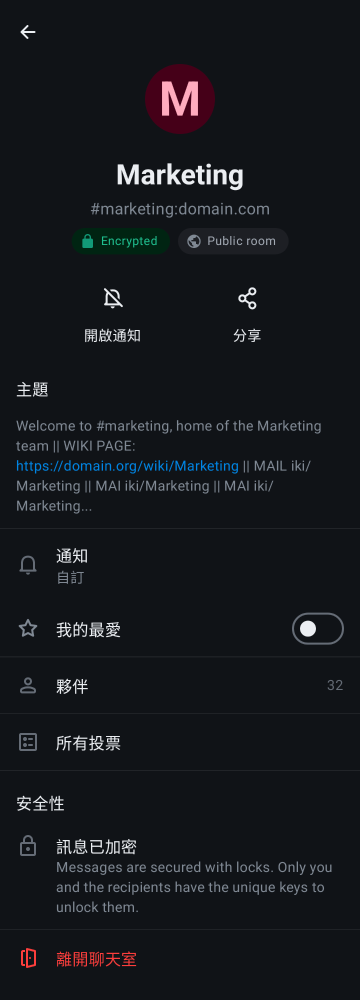 M
Marketing
#marketing:domain.com
Encrypted
Public room
開啟通知
分享
主題
Welcome to #marketing, home of the Marketing
team || WIKI PAGE:
https://domain.org/wiki/Marketing || MAIL iki/
Marketing || MAI iki/Marketing || MAI iki/
Marketing...
通知
自訂
我的最愛
夥伴
32
所有投票
安全性
訊息已加密
Messages are secured with locks. Only you
and the recipients have the unique keys to
unlock them.
離開聊天室